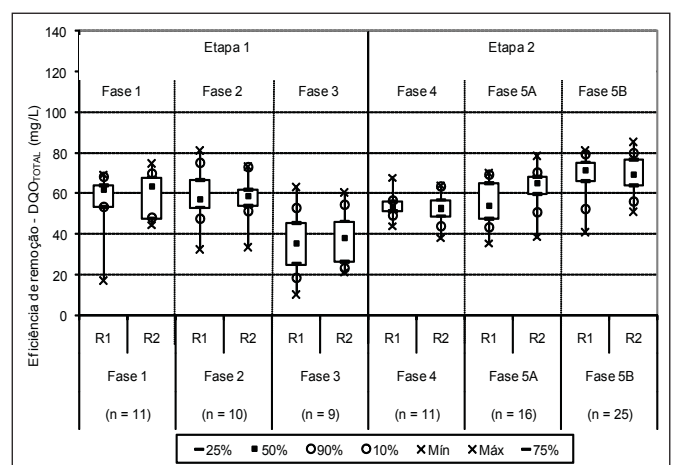 Etapa 1 Etapa 2
Fase 1 Fase 2 Fase 3 Fase 4 Fase 5A Fase 5B
Eficiência de remoção - DQO_TOTAL (mg/L)
140
120
100
80
60
40
20
0
R1 R2 R1 R2 R1 R2 R1 R2 R1 R2 R1 R2
Fase 1 Fase 2 Fase 3 Fase 4 Fase 5A Fase 5B
(n = 11) (n = 10) (n = 9) (n = 11) (n = 16) (n = 25)
25% 50% 90% 10% Mín Máx 75%